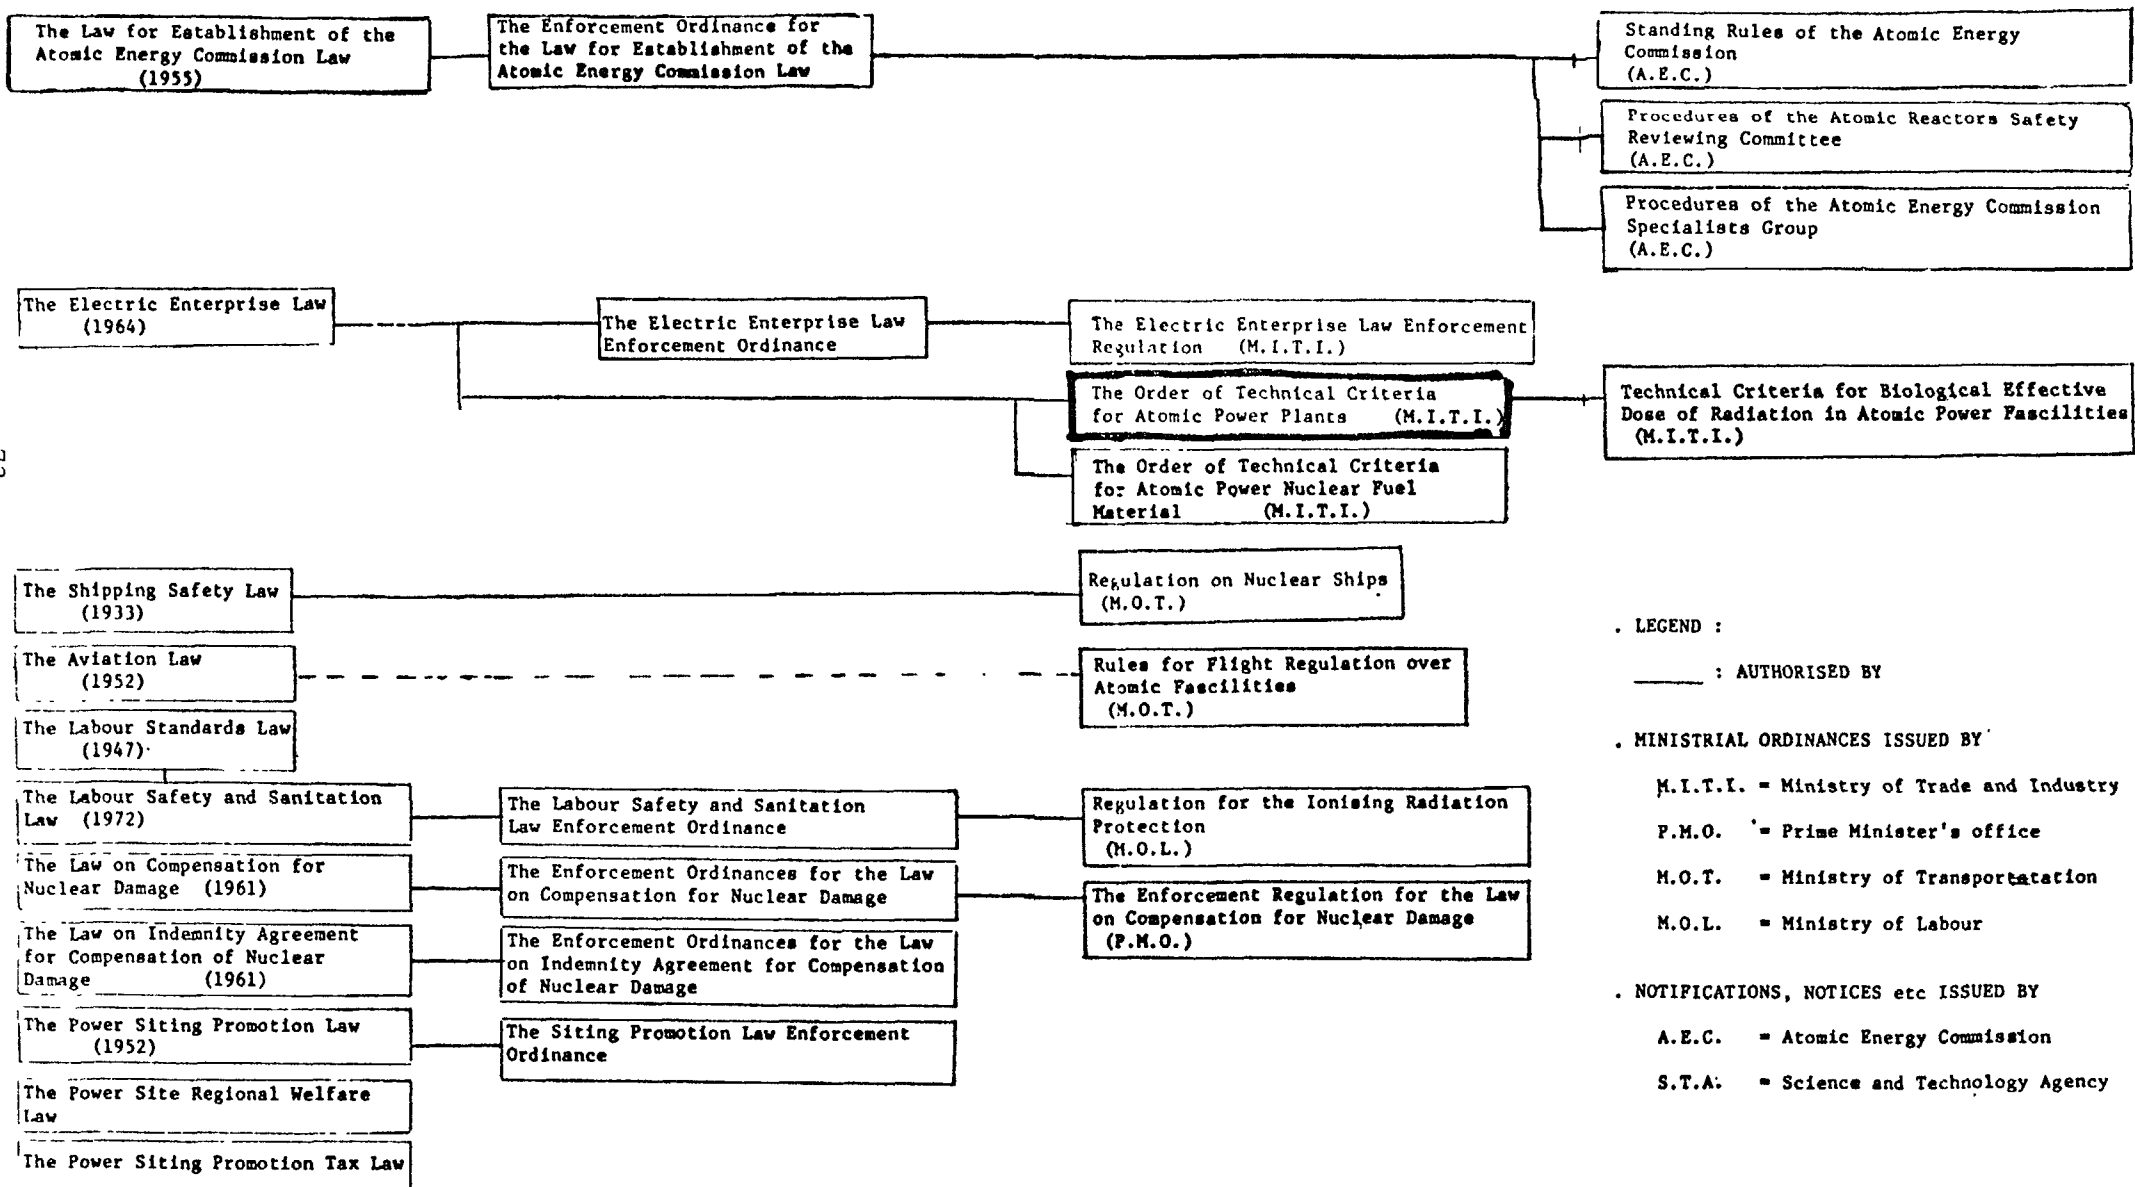 The Law for Establishment of the
Atomic Energy Commission Law
(1955)
The Enforcement Ordinance for
the Law for Establishment of the
Atomic Energy Commission Law
Standing Rules of the Atomic Energy
Commission
(A.E.C.)
Procedures of the Atomic Reactors Safety
Reviewing Committee
(A.E.C.)
Procedures of the Atomic Energy Commission
Specialists Group
(A.E.C.)
The Electric Enterprise Law
(1964)
The Electric Enterprise Law
Enforcement Ordinance
The Electric Enterprise Law Enforcement
Regulation (M.I.T.I.)
The Order of Technical Criteria
for Atomic Power Plants (M.I.T.I.)
Technical Criteria for Biological Effective
Dose of Radiation in Atomic Power Fascilities
(M.I.T.I.)
The Order of Technical Criteria
for Atomic Power Nuclear Fuel
Material (M.I.T.I.)
The Shipping Safety Law
(1933)
Regulation on Nuclear Ships
(M.O.T.)
The Aviation Law
(1952)
Rules for Flight Regulation over
Atomic Fascilities
(M.O.T.)
The Labour Standards Law
(1947)
The Labour Safety and Sanitation
Law (1972)
The Labour Safety and Sanitation
Law Enforcement Ordinance
Regulation for the Ionising Radiation
Protection
(M.O.L.)
The Law on Compensation for
Nuclear Damage (1961)
The Enforcement Ordinances for the Law
on Compensation for Nuclear Damage
The Enforcement Regulation for the Law
on Compensation for Nuclear Damage
(P.M.O.)
The Law on Indemnity Agreement
for Compensation of Nuclear
Damage (1961)
The Enforcement Ordinances for the Law
on Indemnity Agreement for Compensation
of Nuclear Damage
The Power Siting Promotion Law
(1952)
The Siting Promotion Law Enforcement
Ordinance
The Power Site Regional Welfare
Law
The Power Siting Promotion Tax Law
. LEGEND :
______ : AUTHORISED BY
. MINISTRIAL ORDINANCES ISSUED BY
M.I.T.I. = Ministry of Trade and Industry
P.M.O. = Prime Minister's office
M.O.T. = Ministry of Transportatation
M.O.L. = Ministry of Labour
. NOTIFICATIONS, NOTICES etc ISSUED BY
A.E.C. = Atomic Energy Commission
S.T.A. = Science and Technology Agency